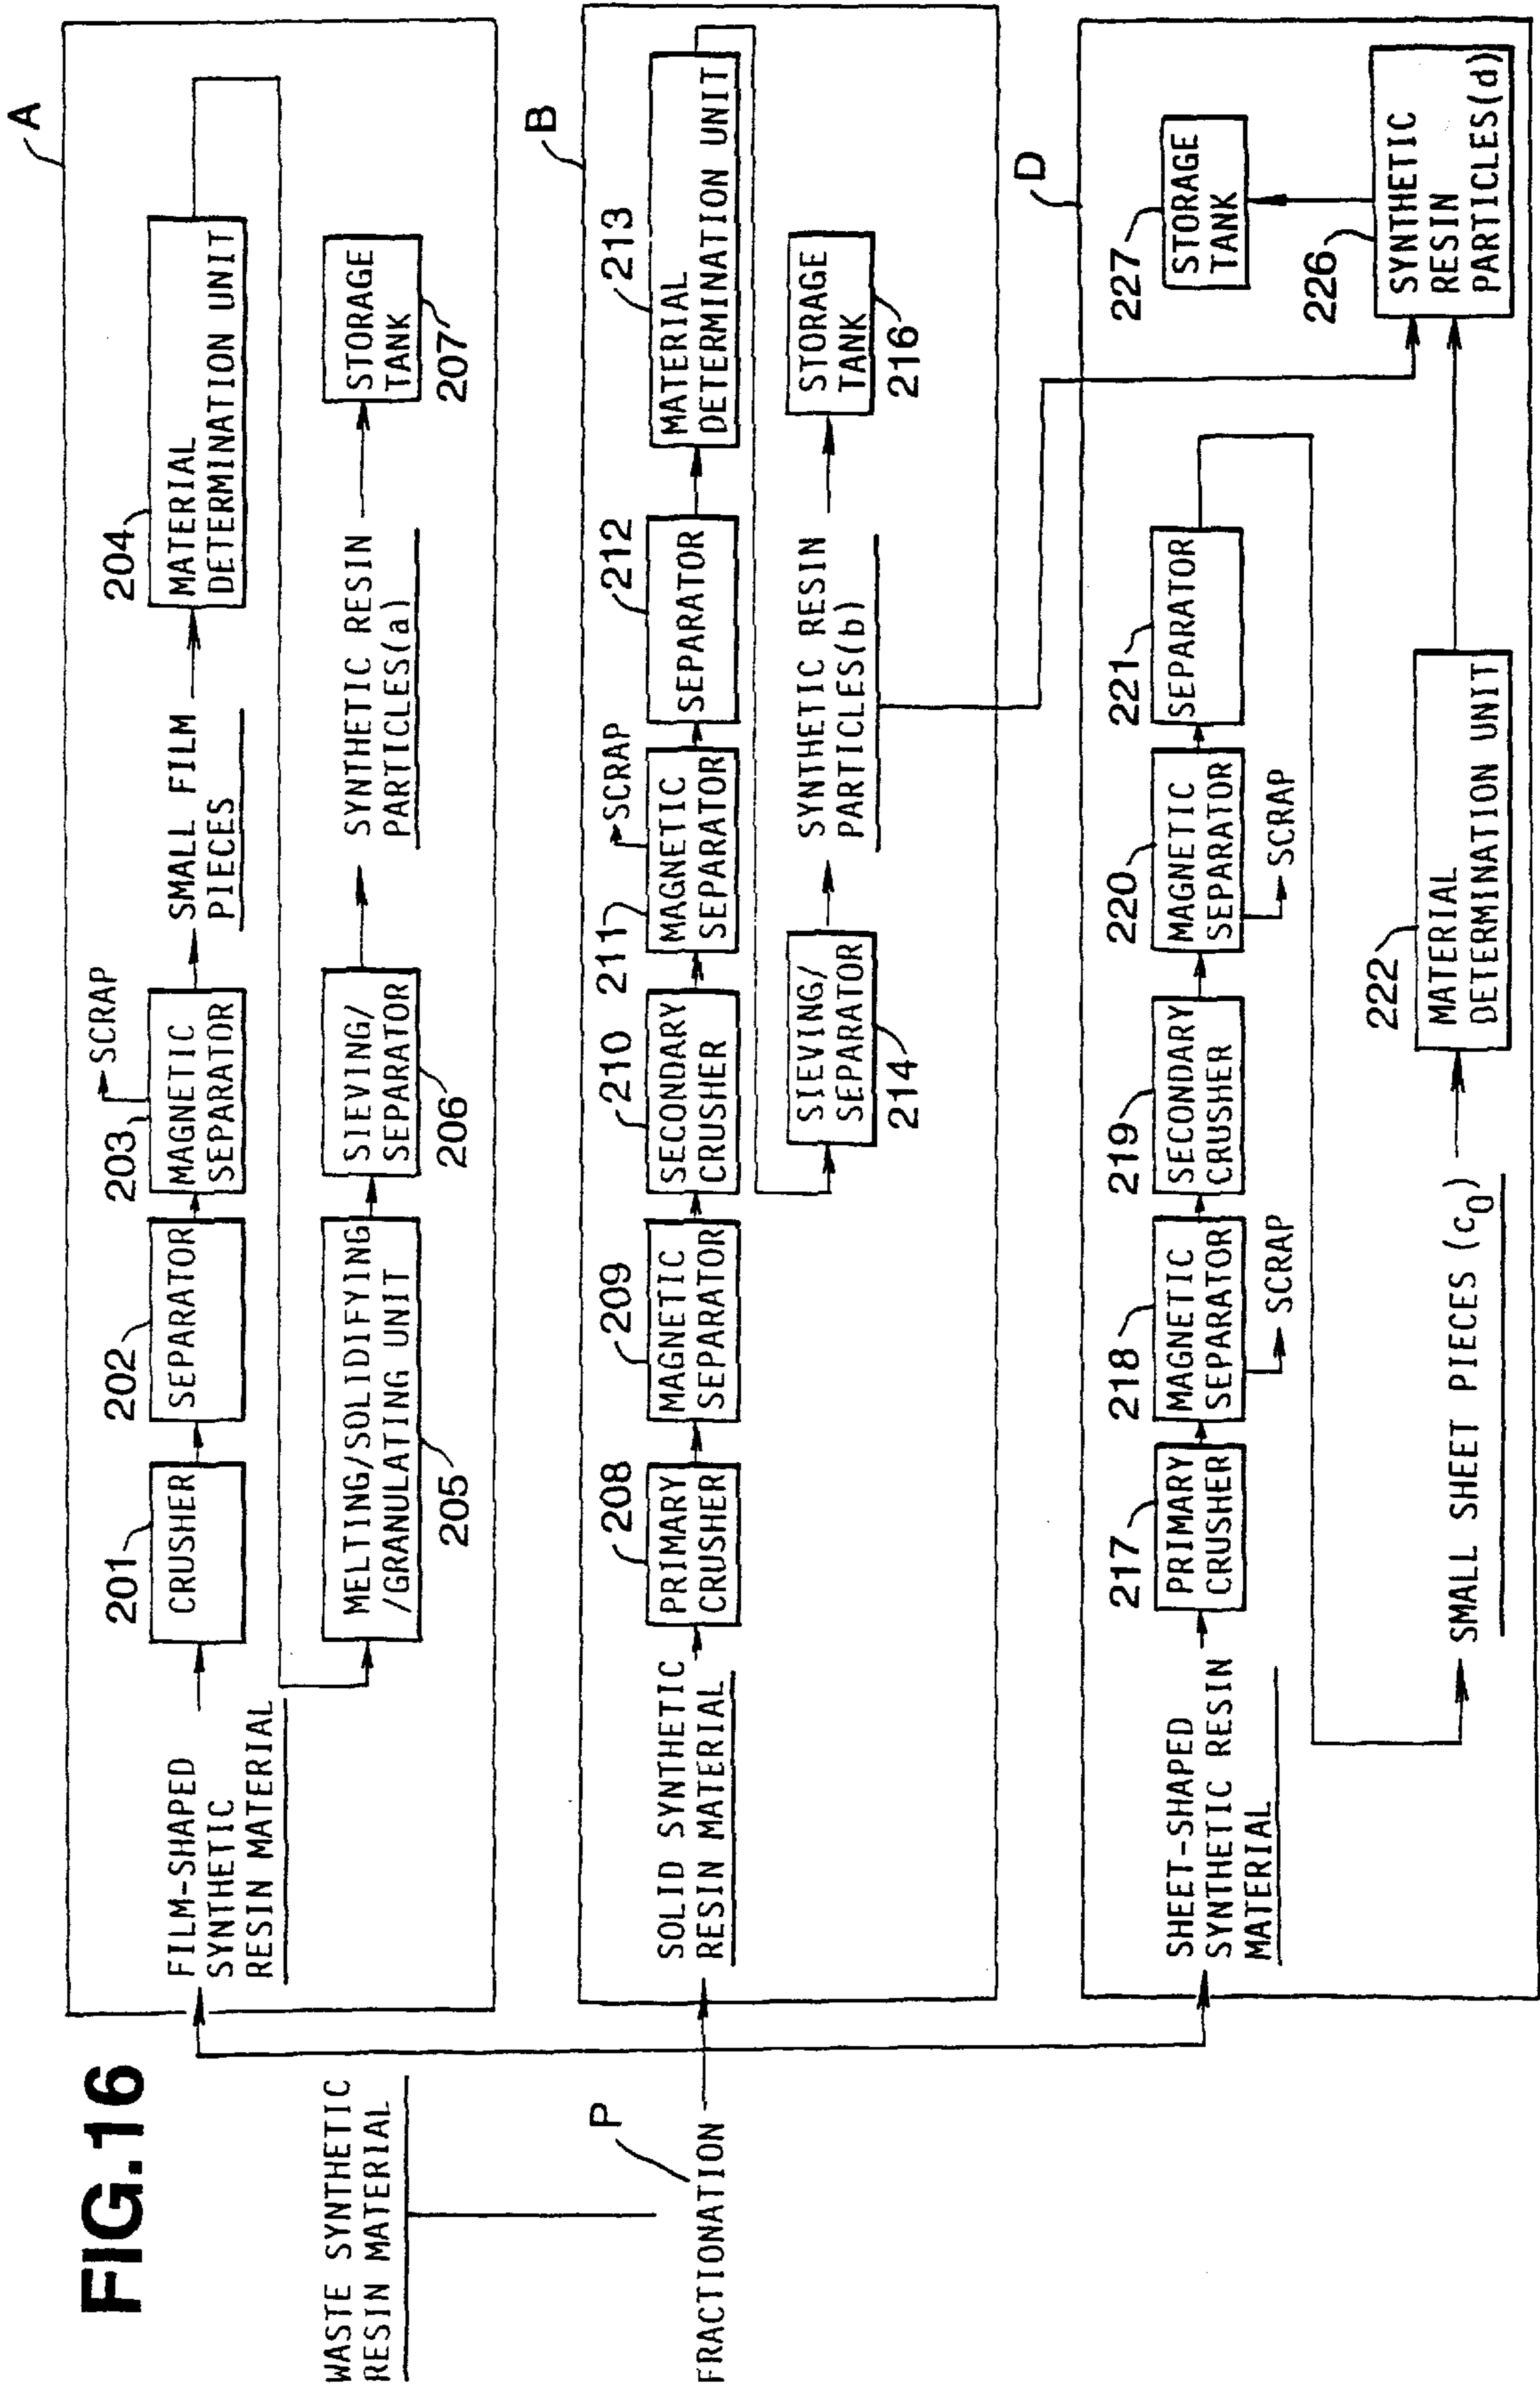 FIG.16
WASTE SYNTHETIC
RESIN MATERIAL
P
FRACTIONATION
A
FILM-SHAPED
SYNTHETIC
RESIN MATERIAL
201
CRUSHER
202
SEPARATOR
203
MAGNETIC
SEPARATOR
SCRAP
SMALL FILM
PIECES
204
MATERIAL
DETERMINATION UNIT
MELTING/SOLIDIFYING
/GRANULATING UNIT
205
SIEVING/
SEPARATOR
206
SYNTHETIC RESIN
PARTICLES(a)
STORAGE
TANK
207
B
SOLID SYNTHETIC
RESIN MATERIAL
208
PRIMARY
CRUSHER
209
MAGNETIC
SEPARATOR
210
SECONDARY
CRUSHER
211
MAGNETIC
SEPARATOR
SCRAP
212
SEPARATOR
213
MATERIAL
DETERMINATION UNIT
SIEVING/
SEPARATOR
214
SYNTHETIC RESIN
PARTICLES(b)
STORAGE
TANK
216
D
SHEET-SHAPED
SYNTHETIC RESIN
MATERIAL
217
PRIMARY
CRUSHER
218
MAGNETIC
SEPARATOR
SCRAP
219
SECONDARY
CRUSHER
220
MAGNETIC
SEPARATOR
SCRAP
221
SEPARATOR
SMALL SHEET PIECES (c0)
222
MATERIAL
DETERMINATION UNIT
226
SYNTHETIC
RESIN
PARTICLES(d)
227
STORAGE
TANK